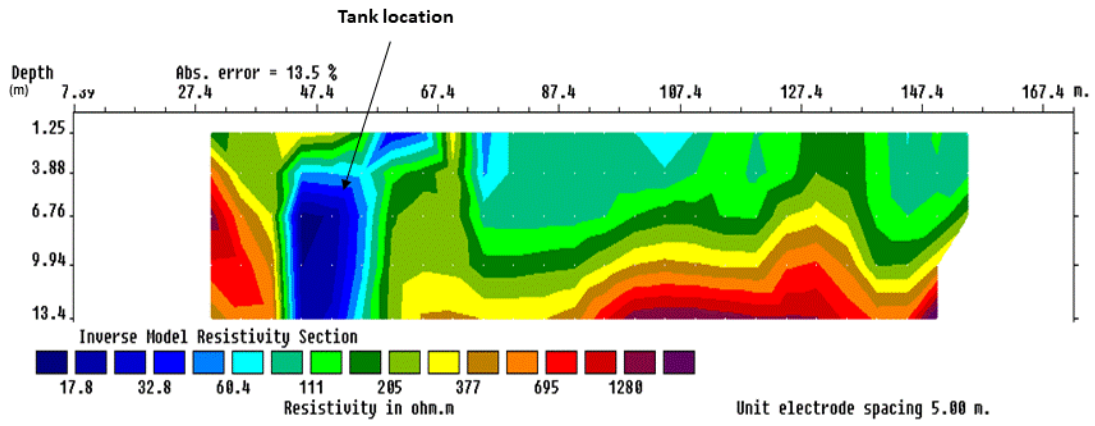 Tank location
Depth Abs. error = 13.5 %
(m) 7.39 27.4 47.4 67.4 87.4 107.4 127.4 147.4 167.4 m.
1.25
3.88
6.76
9.94
13.4
Inverse Model Resistivity Section
17.8 32.8 60.4 111 205 377 695 1280
Resistivity in ohm.m Unit electrode spacing 5.00 m.